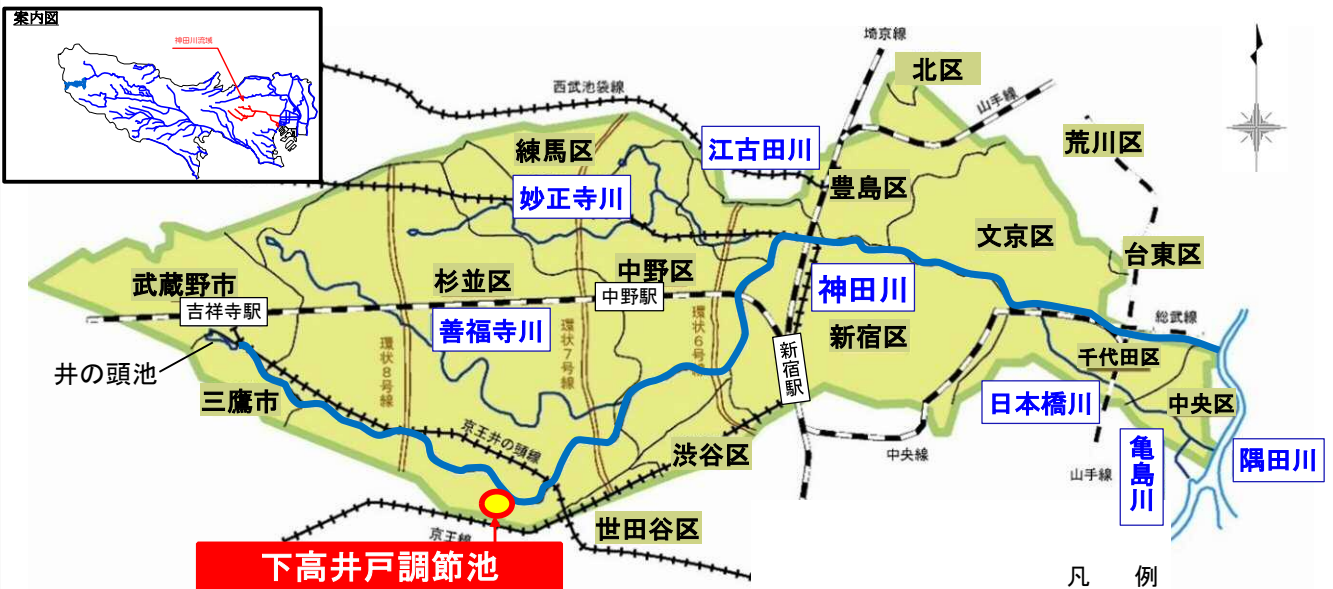 案内図
神田川流域
埼京線
北区
山手線
西武池袋線
荒川区
練馬区
江古田川
豊島区
妙正寺川
文京区
台東区
武蔵野市
杉並区
中野区
中野駅
神田川
吉祥寺駅
善福寺川
環状8号線
環状7号線
環状6号線
新宿区
新宿駅
総武線
千代田区
井の頭池
三鷹市
日本橋川
中央区
京王井の頭線
渋谷区
中央線
山手線
亀島川
隅田川
世田谷区
京王線
下高井戸調節池
凡 例